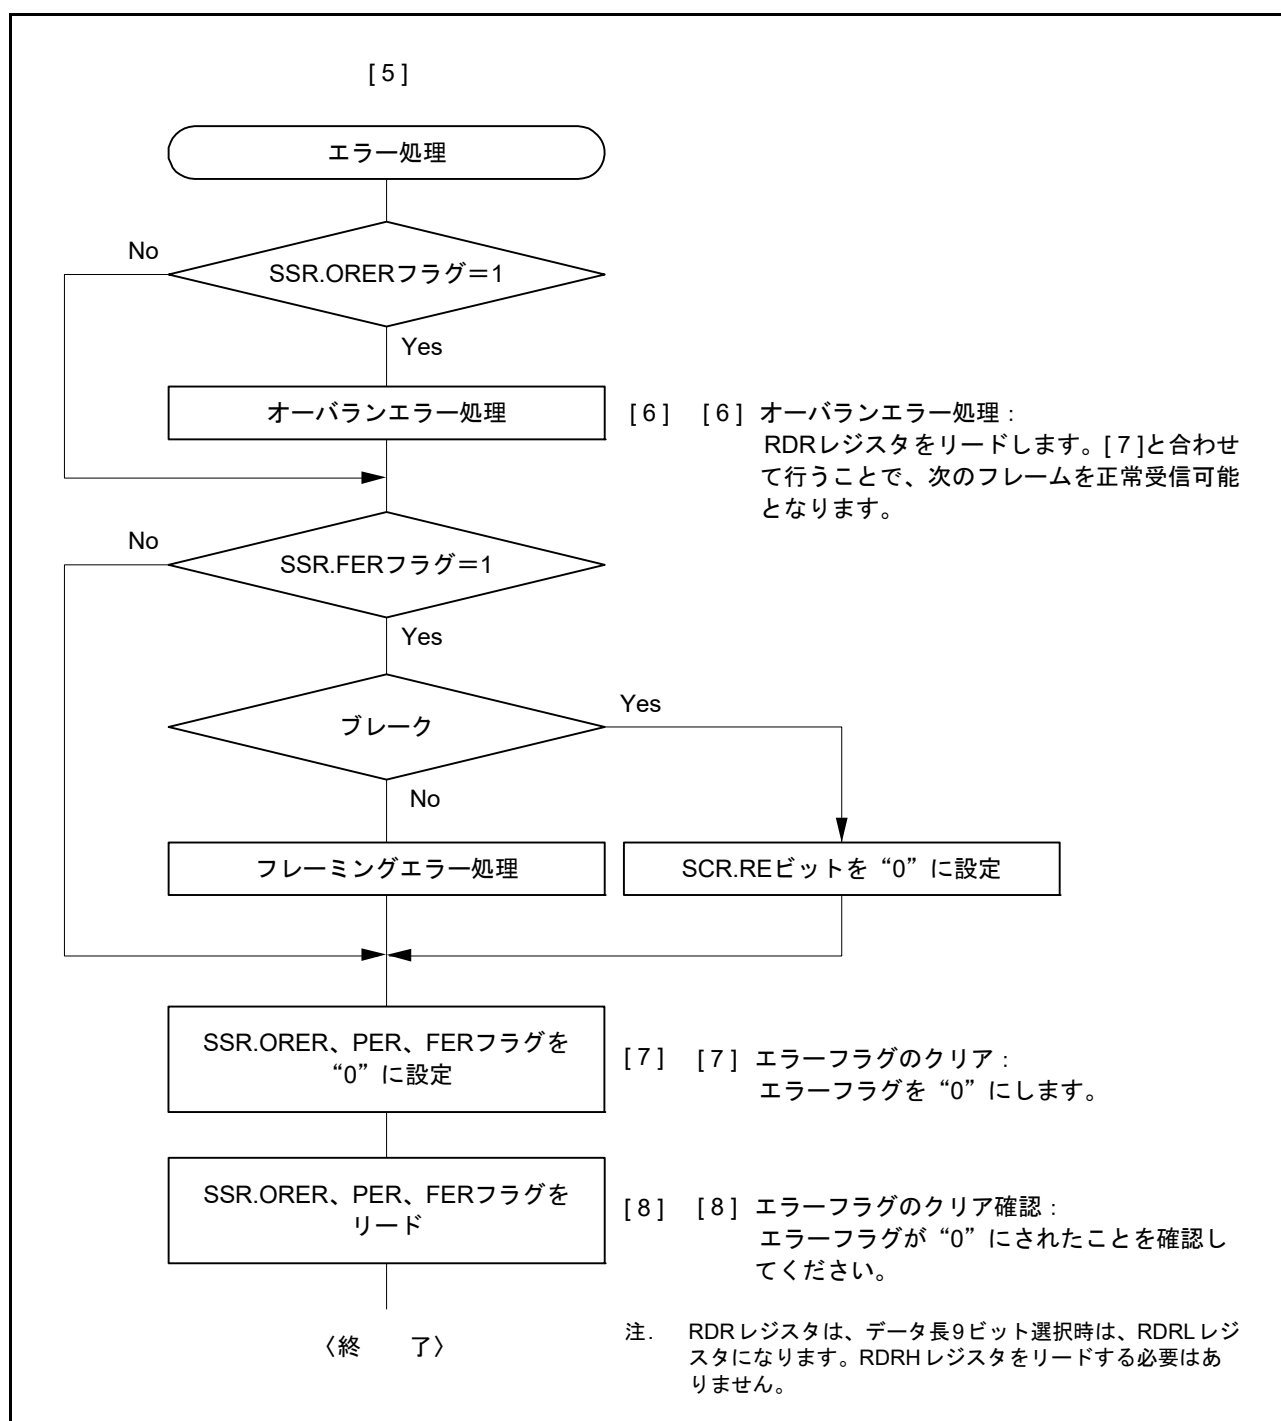 [ 5 ]
エラー処理
No
SSR.ORERフラグ＝1
Yes
オーバランエラー処理
[ 6 ]
[ 6 ] オーバランエラー処理：
RDRレジスタをリードします。[ 7 ]と合わせ
て行うことで、次のフレームを正常受信可能
となります。
No
SSR.FERフラグ＝1
Yes
ブレーク
Yes
No
フレーミングエラー処理
SCR.REビットを“0”に設定
SSR.ORER、PER、FERフラグを
“0”に設定
[ 7 ]
[ 7 ] エラーフラグのクリア：
エラーフラグを“0”にします。
SSR.ORER、PER、FERフラグを
リード
[ 8 ]
[ 8 ] エラーフラグのクリア確認：
エラーフラグが“0”にされたことを確認し
てください。
〈終　　了〉
注． RDRレジスタは、データ長9ビット選択時は、RDRLレジ
スタになります。RDRHレジスタをリードする必要はあ
りません。